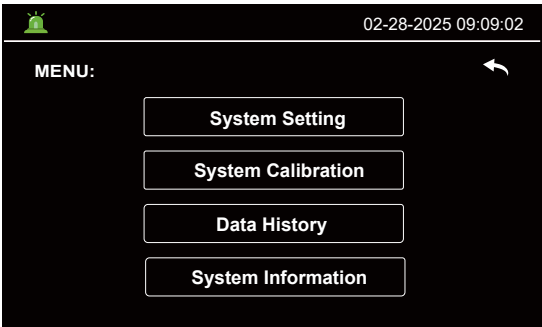 02-28-2025 09:09:02
MENU:
System Setting
System Calibration
Data History
System Information